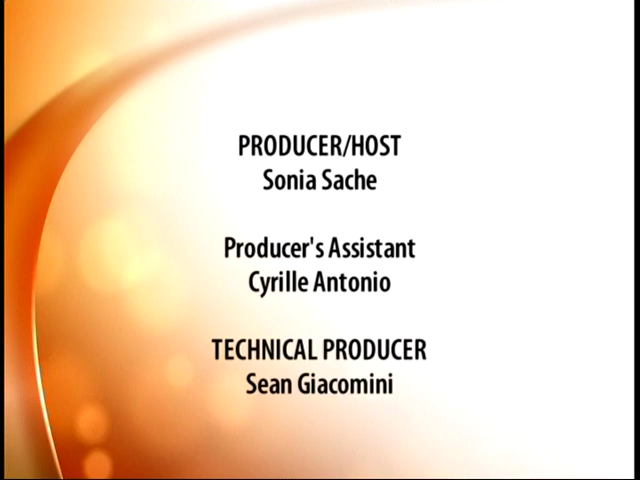 PRODUCER/HOST
Sonia Sache
Producer's Assistant
Cyrille Antonio
TECHNICAL PRODUCER
Sean Giacomini